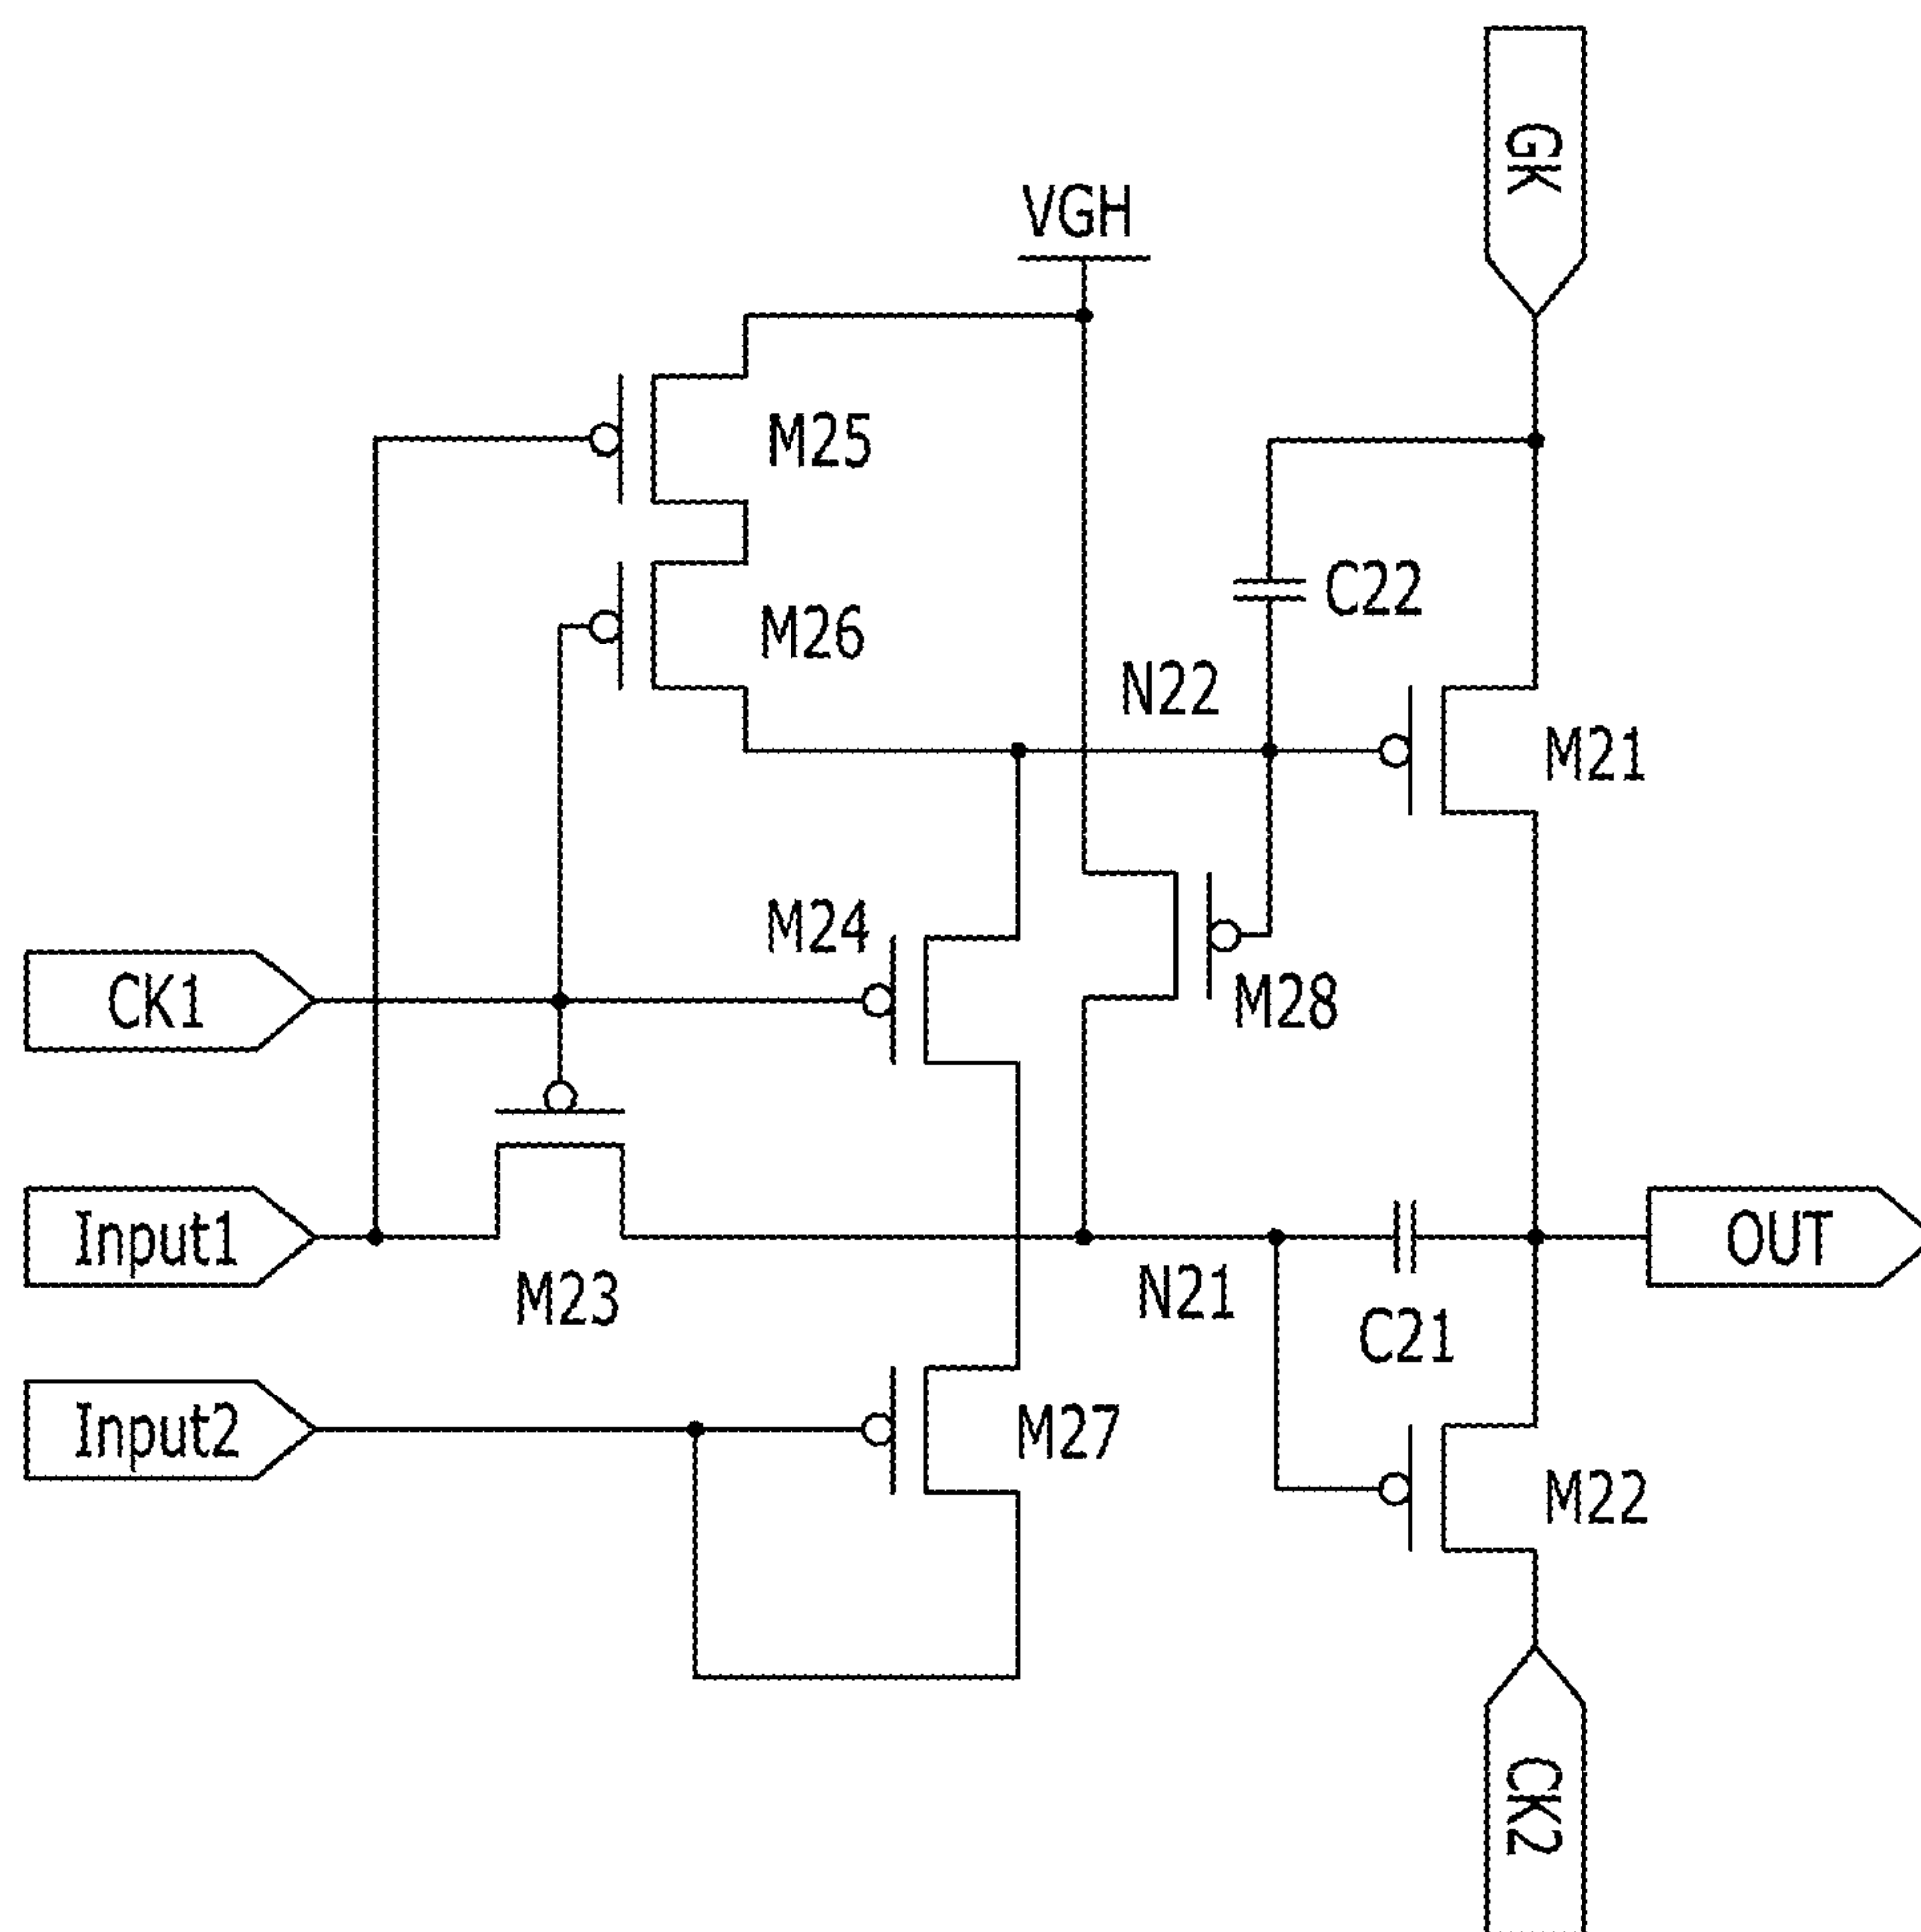 GK
VGH
M25
C22
M26
N22
M21
M24
CK1
M28
Input1
OUT
M23
N21
C21
Input2
M27
M22
CK2